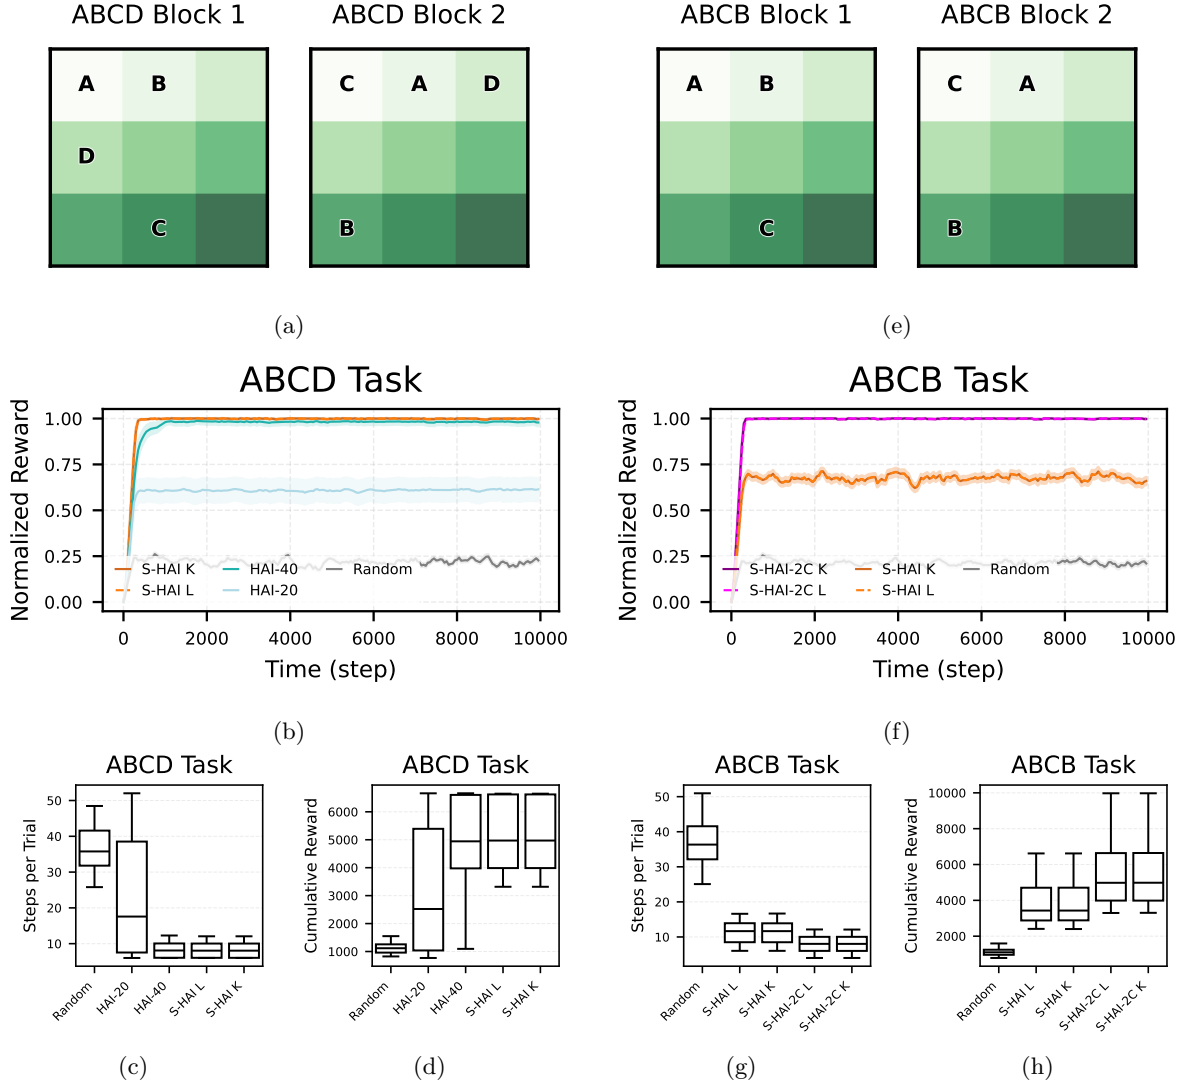 ABCD Block 1
ABCD Block 2
ABCB Block 1
ABCB Block 2
A B
D
C
C A D
B
A B
C
C A
B
(a)
(e)
ABCD Task
Normalized Reward
1.00
0.75
0.50
0.25
0.00
S-HAI K
S-HAI L
HAI-40
HAI-20
Random
0 2000 4000 6000 8000 10000
Time (step)
(b)
ABCB Task
Normalized Reward
1.00
0.75
0.50
0.25
0.00
S-HAI-2C K
S-HAI-2C L
S-HAI K
S-HAI L
Random
0 2000 4000 6000 8000 10000
Time (step)
(f)
ABCD Task
Steps per Trial
50
40
30
20
10
Random HAI-20 HAI-40 S-HAI L S-HAI K
(c)
ABCD Task
Cumulative Reward
6000
5000
4000
3000
2000
1000
Random HAI-20 HAI-40 S-HAI L S-HAI K
(d)
ABCB Task
Steps per Trial
50
40
30
20
10
Random S-HAI L S-HAI K S-HAI-2C L S-HAI-2C K
(g)
ABCB Task
Cumulative Reward
10000
8000
6000
4000
2000
Random S-HAI L S-HAI K S-HAI-2C L S-HAI-2C K
(h)